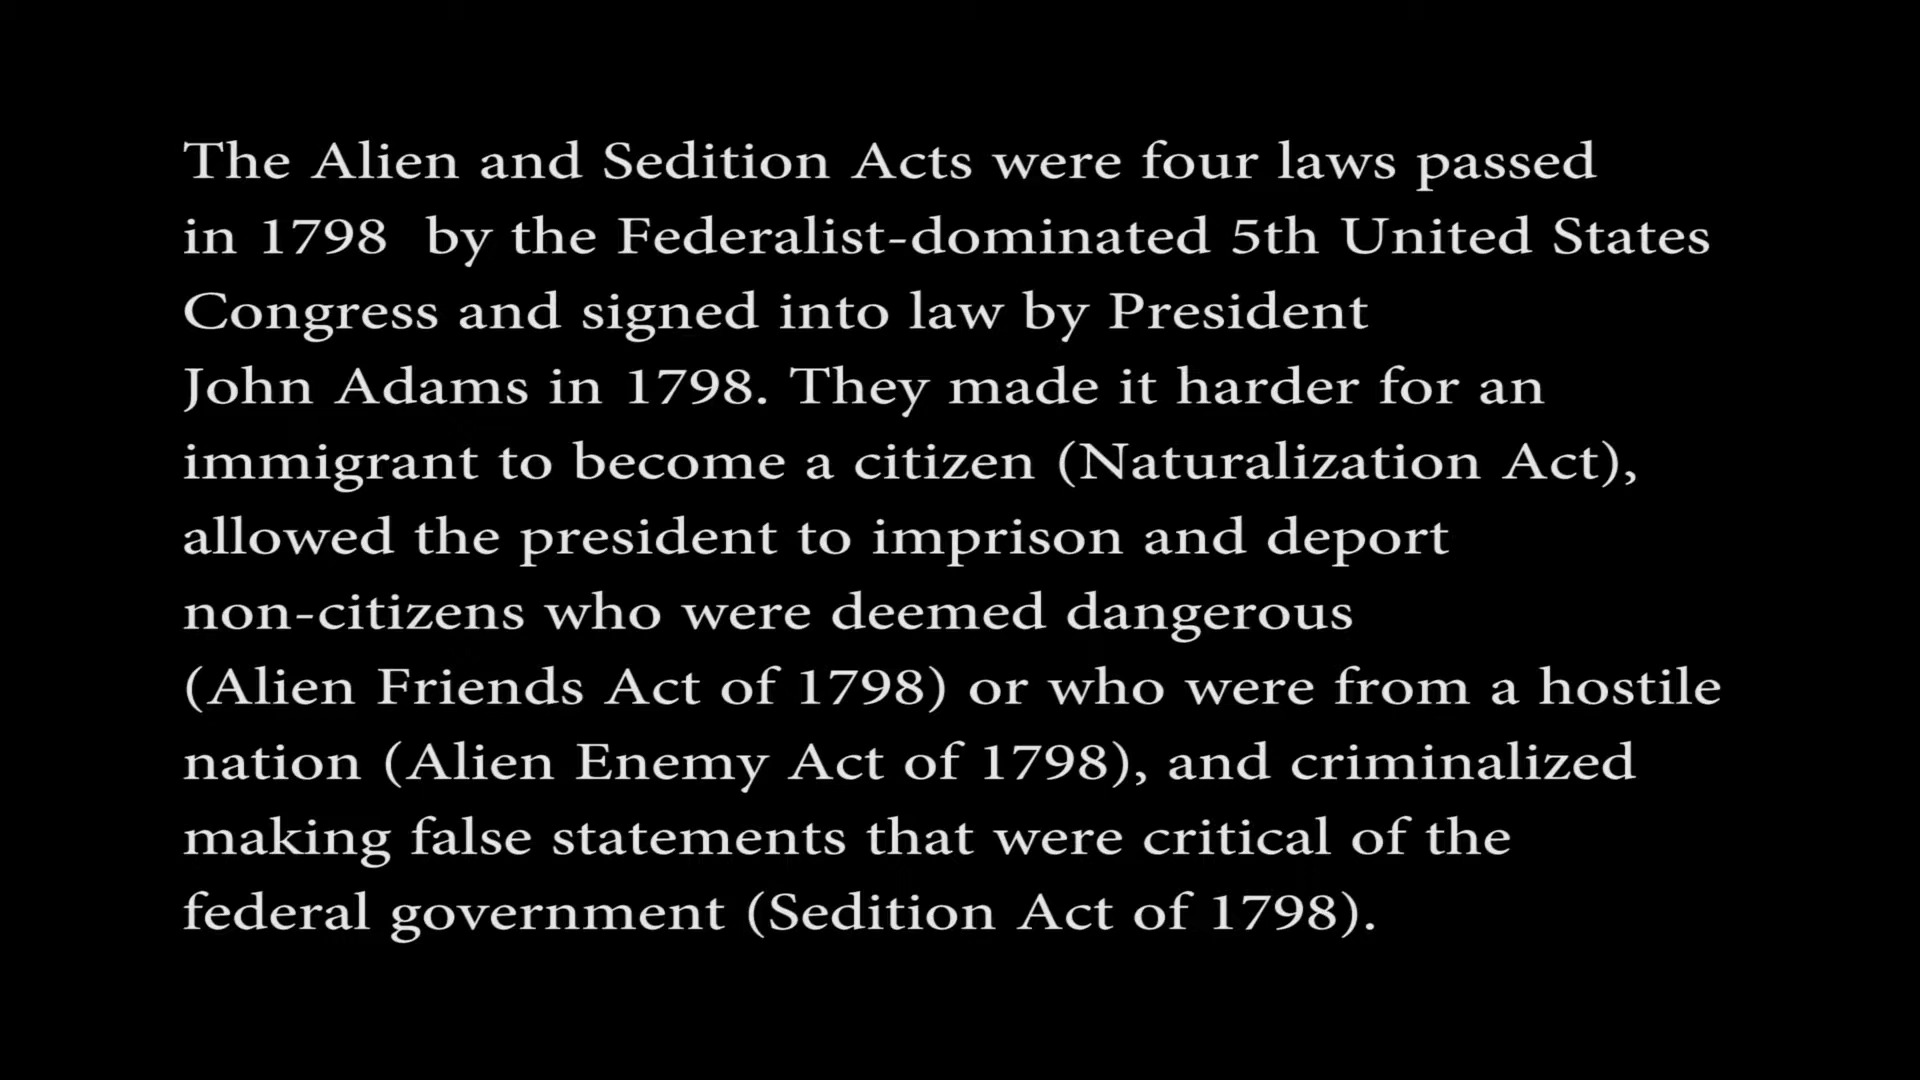 The Alien and Sedition Acts were four laws passed
in 1798  by the Federalist-dominated 5th United States
Congress and signed into law by President
John Adams in 1798. They made it harder for an
immigrant to become a citizen (Naturalization Act),
allowed the president to imprison and deport
non-citizens who were deemed dangerous
(Alien Friends Act of 1798) or who were from a hostile
nation (Alien Enemy Act of 1798), and criminalized
making false statements that were critical of the
federal government (Sedition Act of 1798).